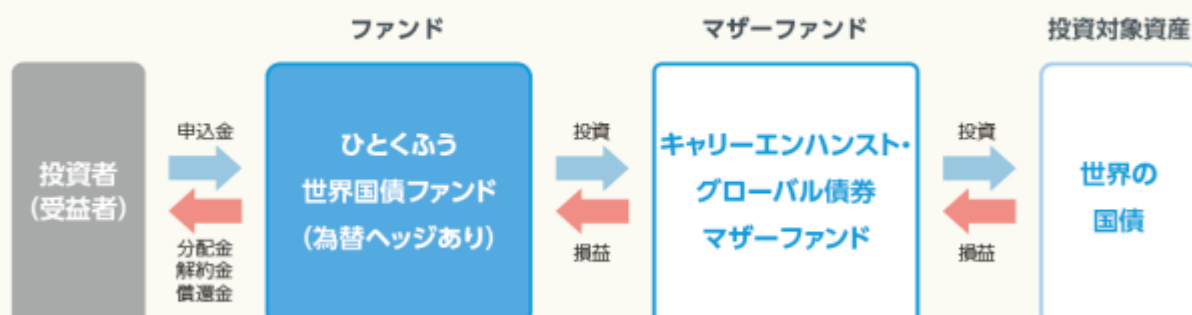 ファンド
マザーファンド
投資対象資産
投資者
(受益者)
申込金
分配金
解約金
償還金
ひとくふう
世界国債ファンド
(為替ヘッジあり)
投資
損益
キャリーエンハンスト・
グローバル債券
マザーファンド
投資
損益
世界の
国債